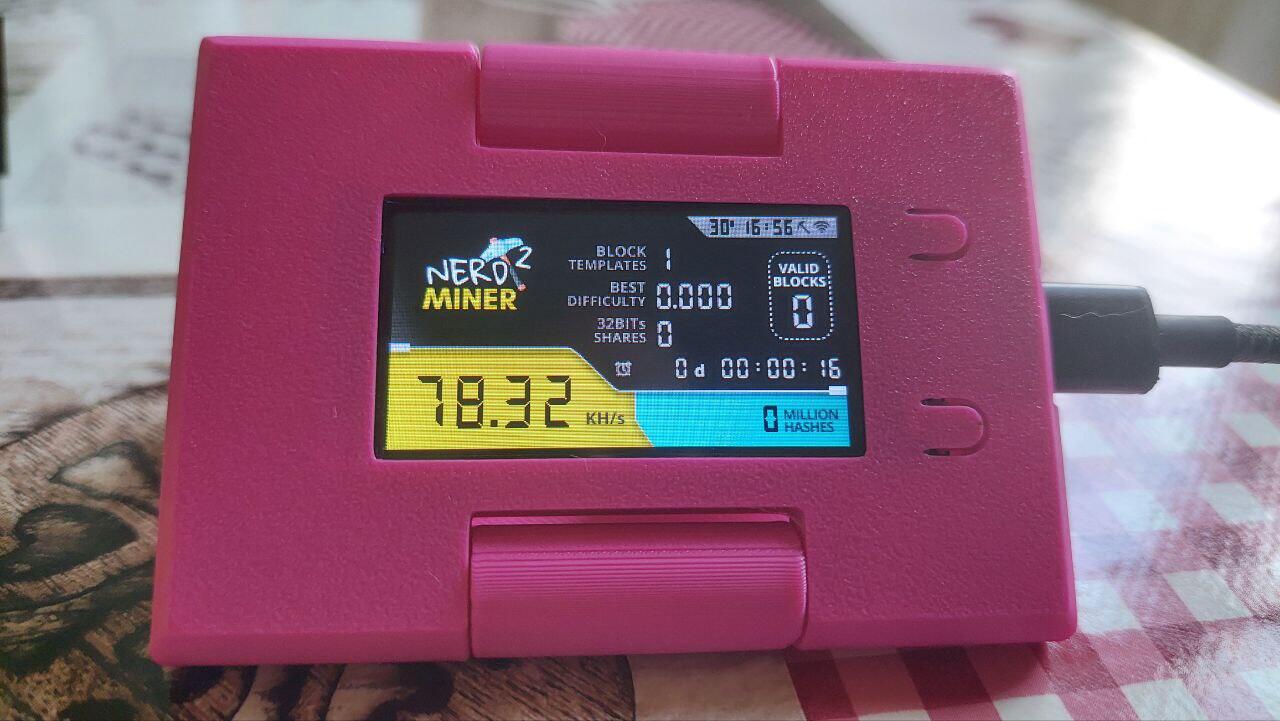 30° 16:56
NERD 2
MINER
BLOCK
TEMPLATES 1
BEST
DIFFICULTY 0.000
32BITs
SHARES 0
VALID
BLOCKS
0
0 d 00:00:16
78.32 KH/s
0 MILLION
HASHES